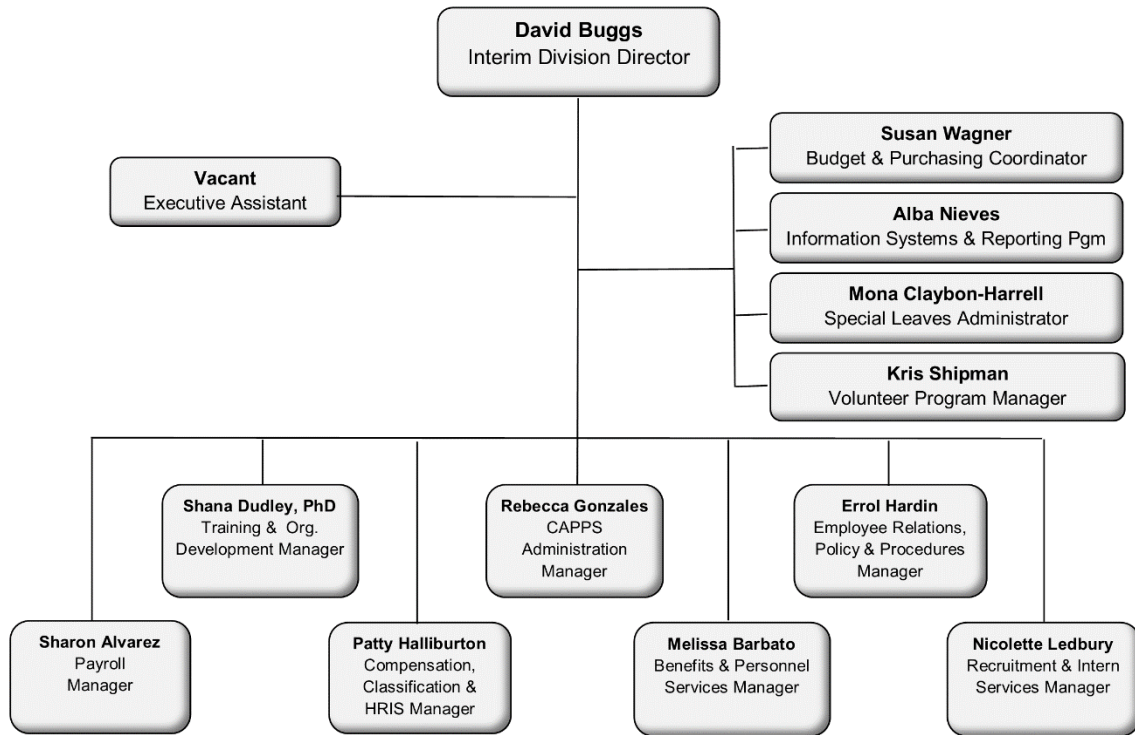 David Buggs
Interim Division Director
Susan Wagner
Budget & Purchasing Coordinator
Vacant
Executive Assistant
Alba Nieves
Information Systems & Reporting Pgm
Mona Claybon-Harrell
Special Leaves Administrator
Kris Shipman
Volunteer Program Manager
Shana Dudley, PhD
Training & Org.
Development Manager
Rebecca Gonzales
CAPPS
Administration
Manager
Errol Hardin
Employee Relations,
Policy & Procedures
Manager
Sharon Alvarez
Payroll
Manager
Patty Halliburton
Compensation,
Classification &
HRIS Manager
Melissa Barbato
Benefits & Personnel
Services Manager
Nicolette Ledbury
Recruitment & Intern
Services Manager